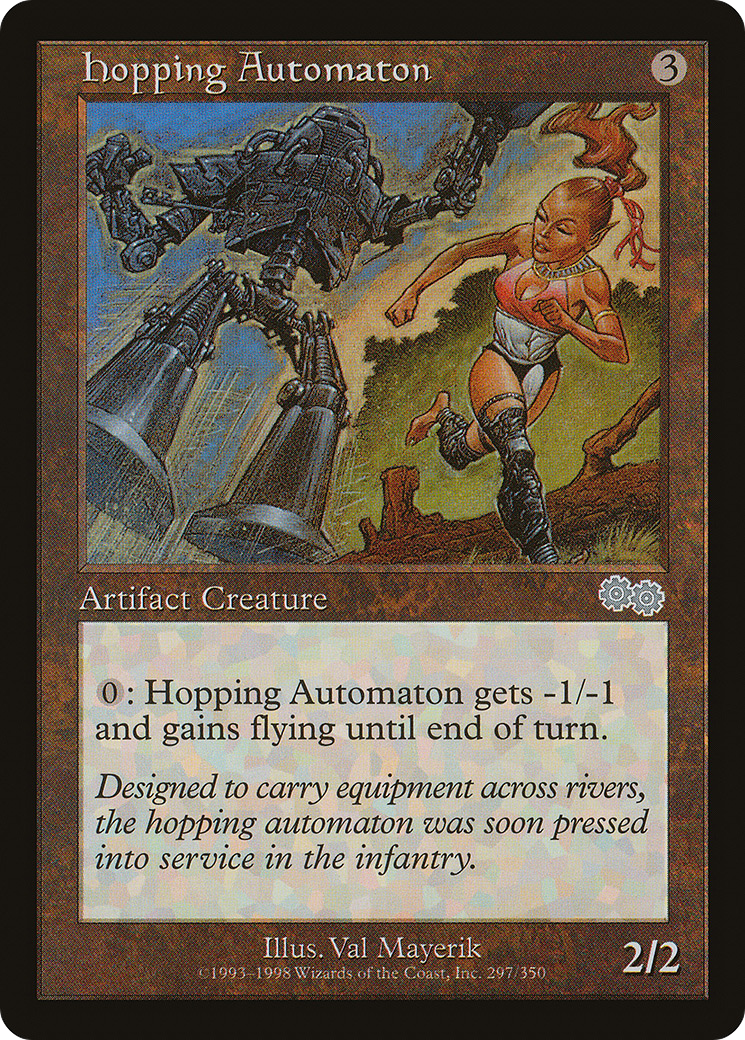 Hopping Automaton
3
Artifact Creature
0: Hopping Automaton gets -1/-1
and gains flying until end of turn.
Designed to carry equipment across rivers,
the hopping automaton was soon pressed
into service in the infantry.
Illus. Val Mayerik
©1993–1998 Wizards of the Coast, Inc. 297/350
2/2